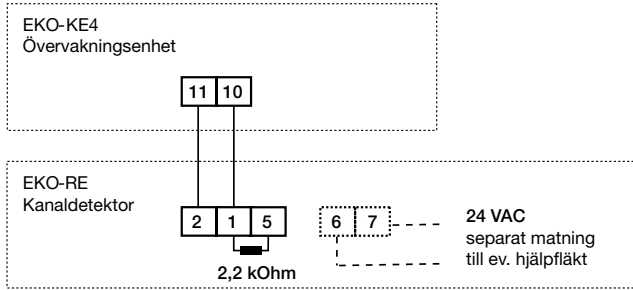 EKO-KE4
Övervakningsenhet
11 10
EKO-RE
Kanaldetektor
2 1 5 6 7
24 VAC
separat matning
till ev. hjälpfläkt
2,2 kOhm